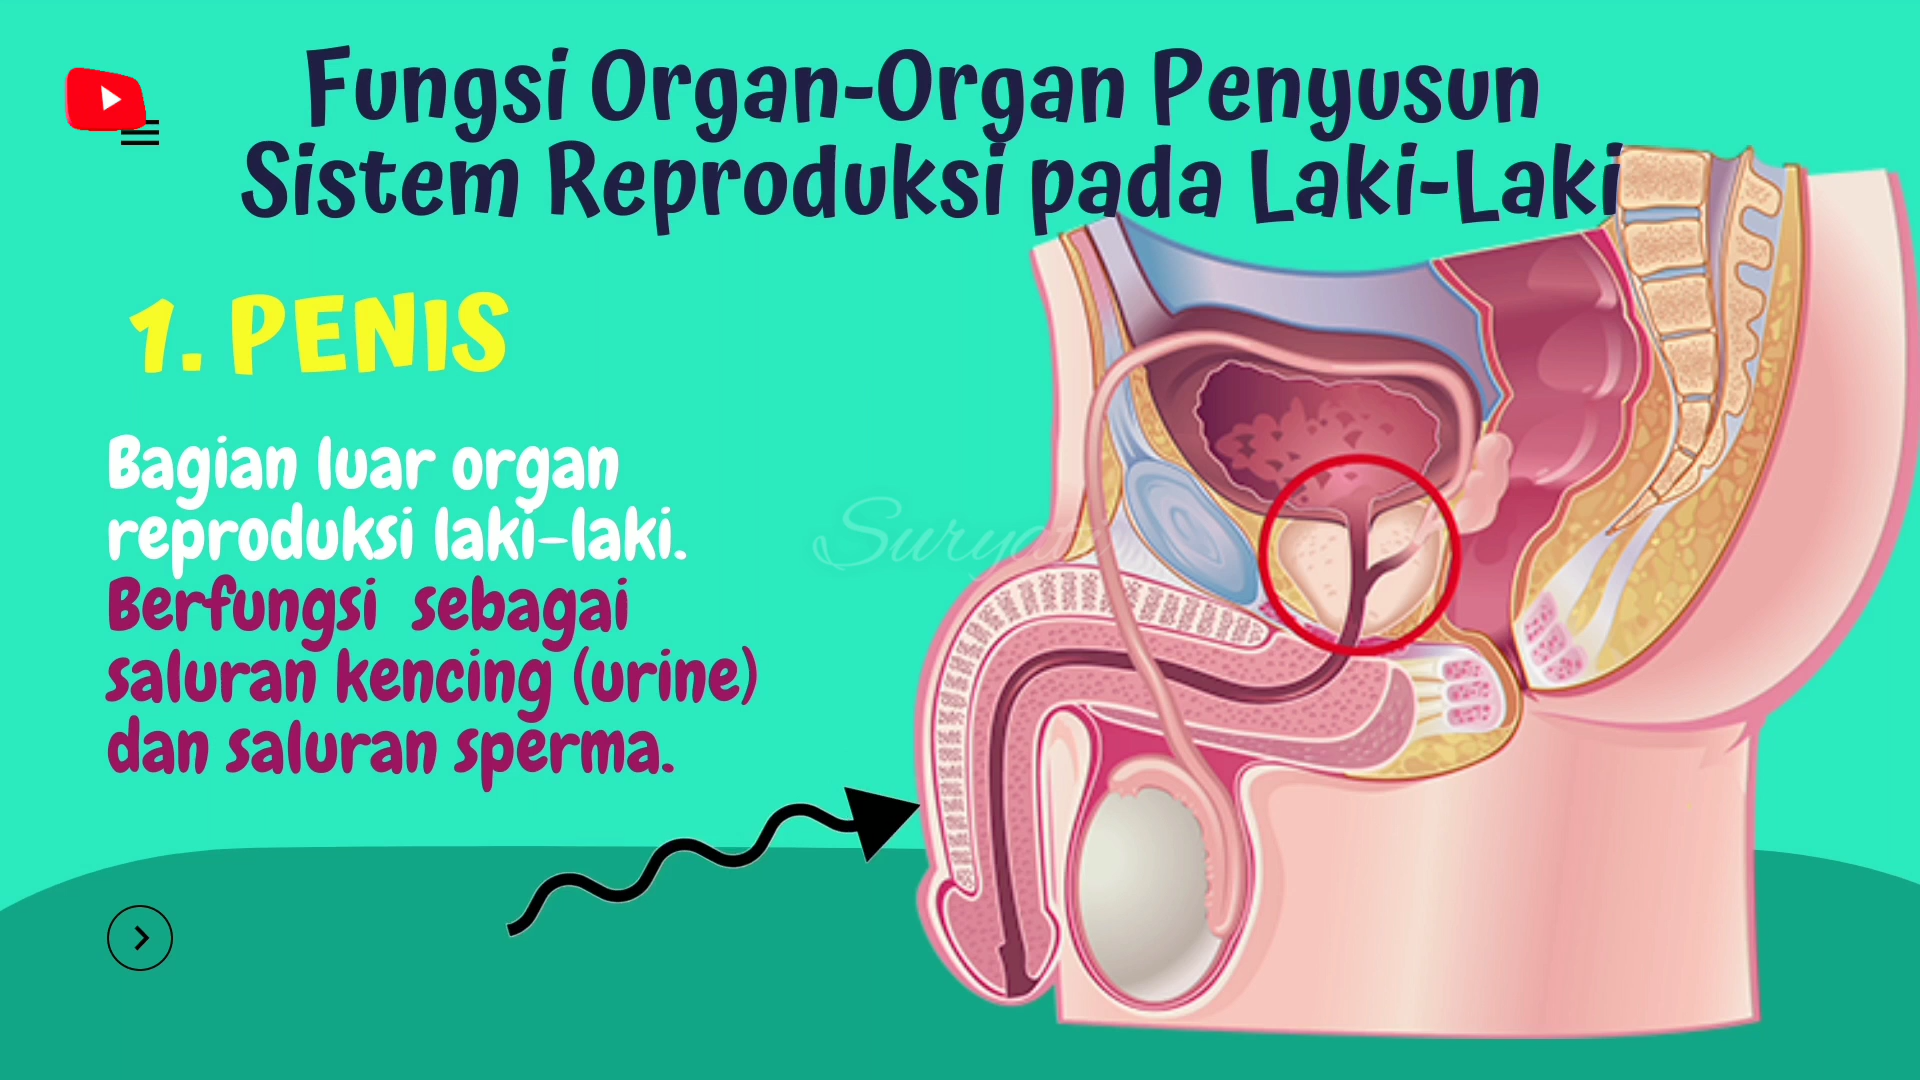 Fungsi Organ-Organ Penyusun
Sistem Reproduksi pada Laki-Laki
1. PENIS
Bagian luar organ
reproduksi laki-laki.
Berfungsi sebagai
saluran kencing (urine)
dan saluran sperma.